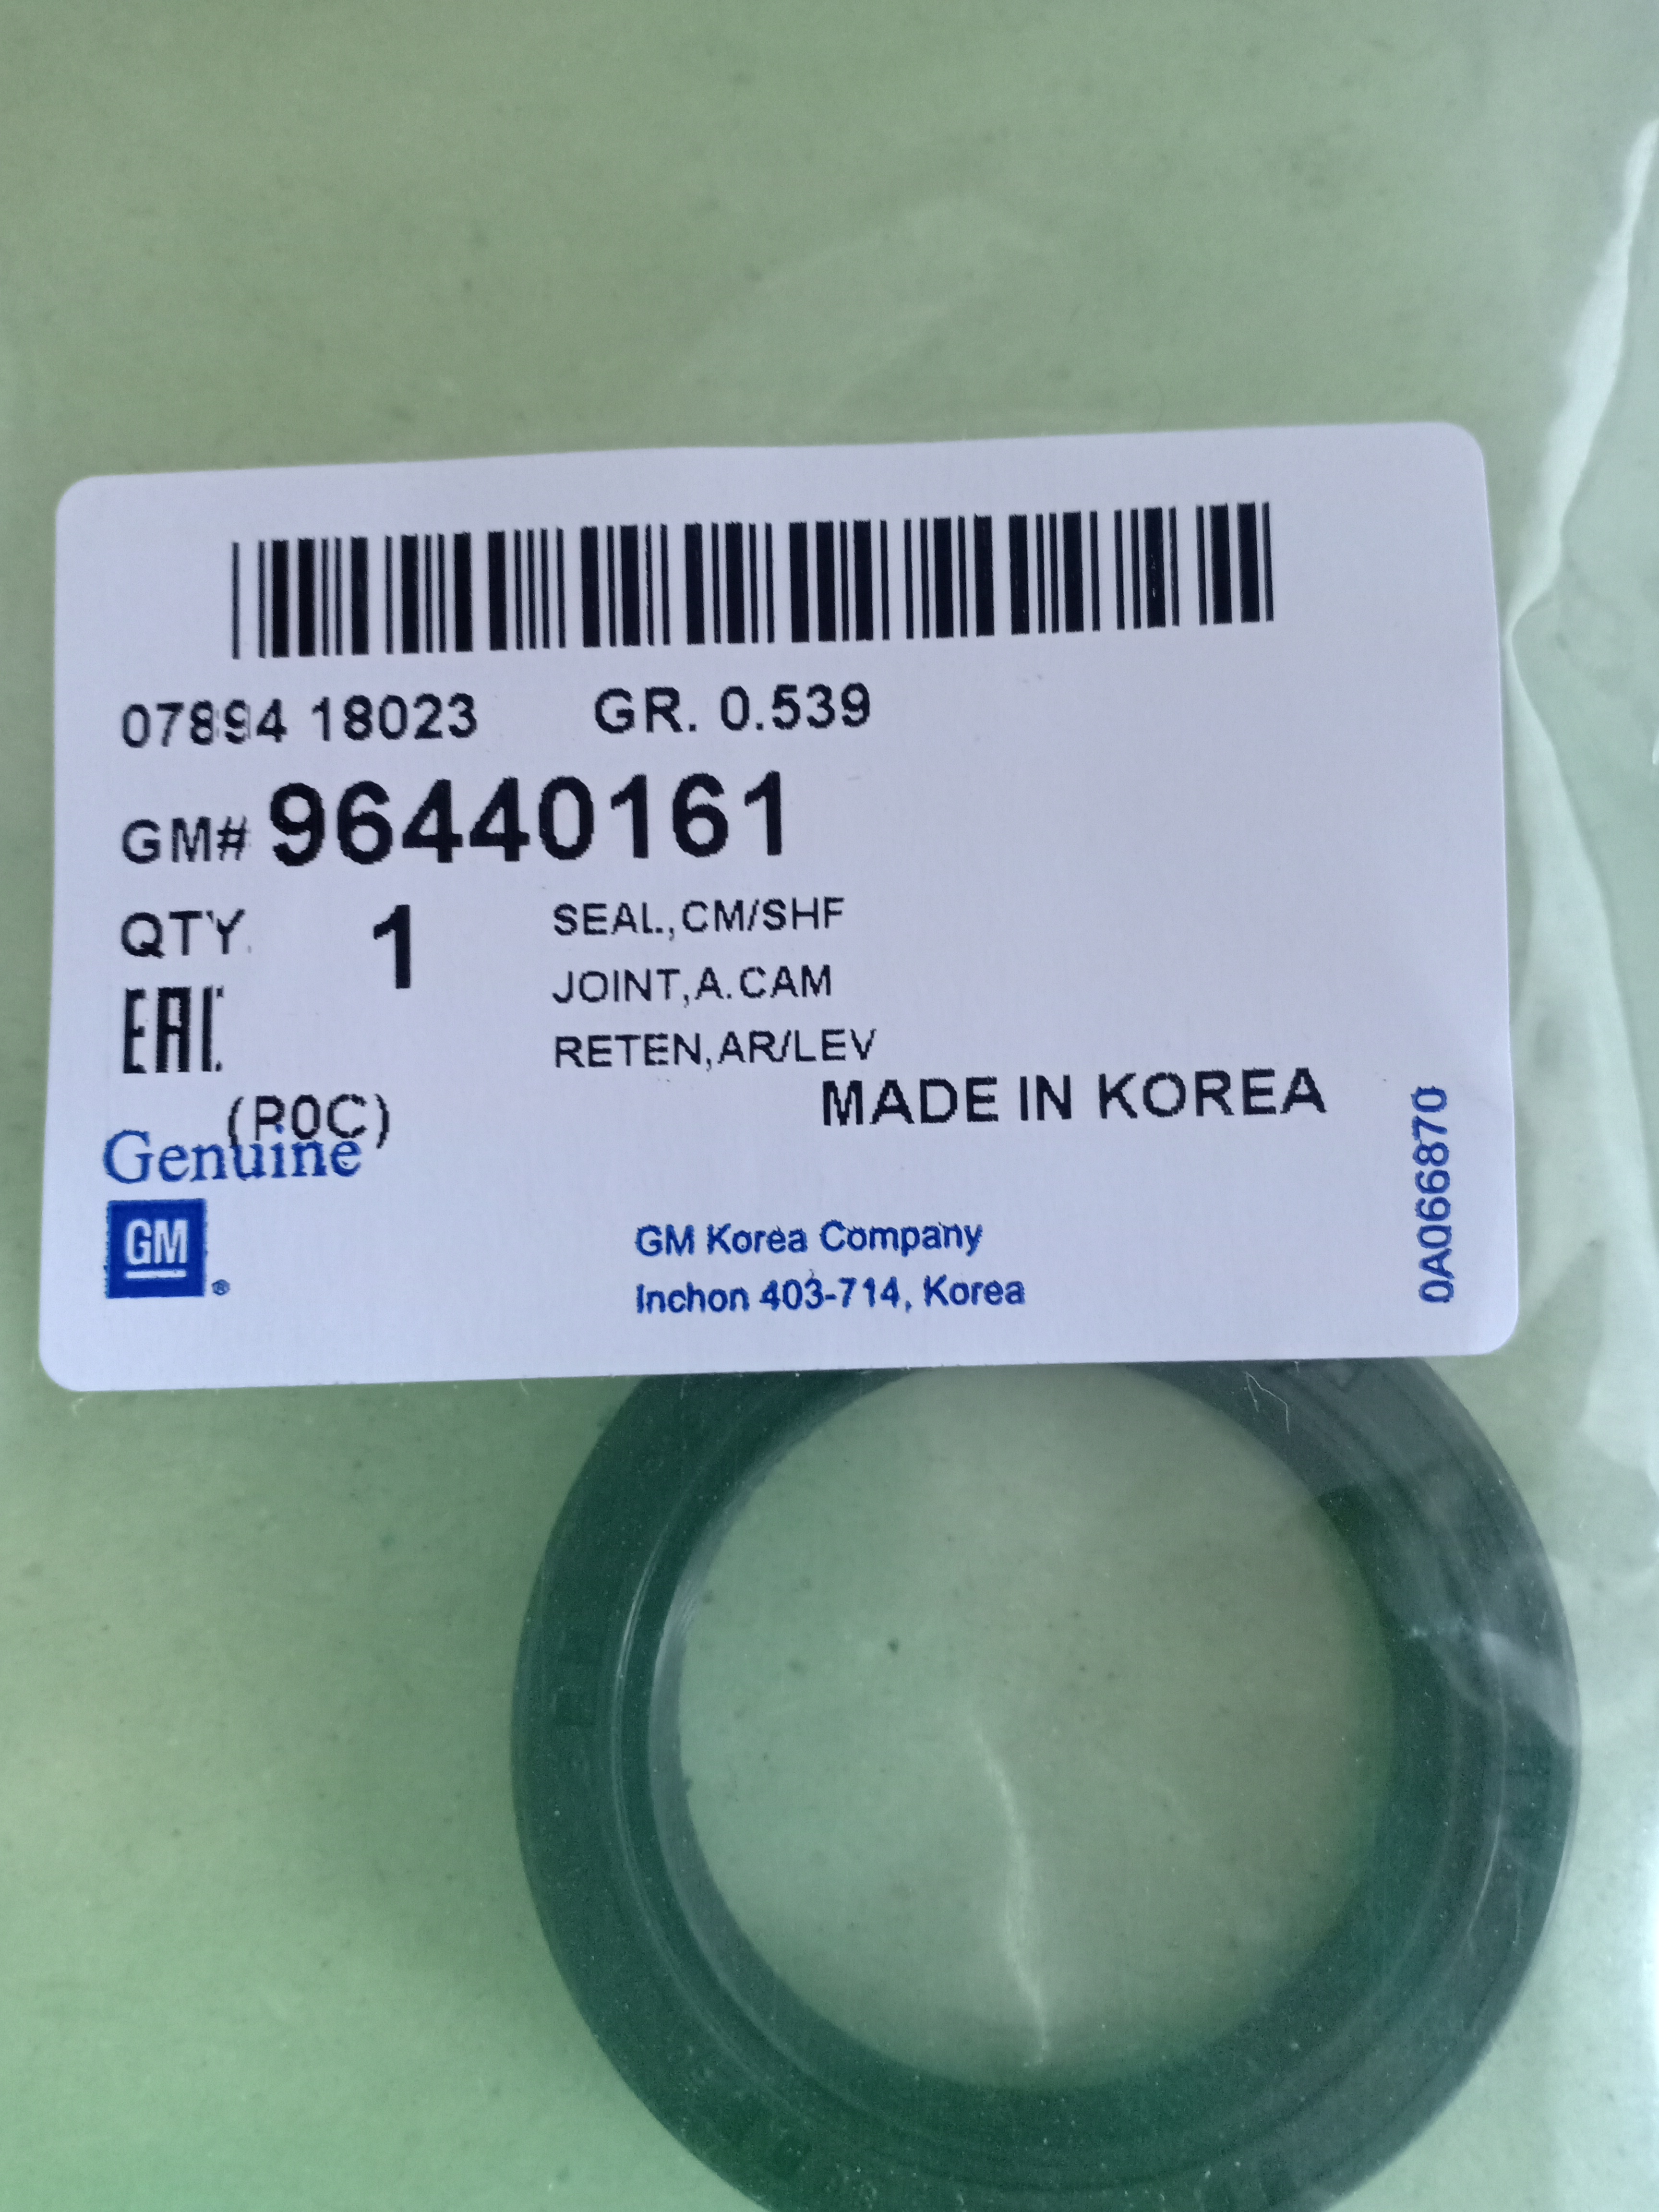 07894 18023 GR. 0.539
GM# 96440161
QTY. 1 SEAL,CM/SHF
EAC JOINT,A.CAM
RETEN,AR/LEV
MADE IN KOREA
(R0C)
Genuine
GM ®
GM Korea Company
Inchon 403-714, Korea
0A066870